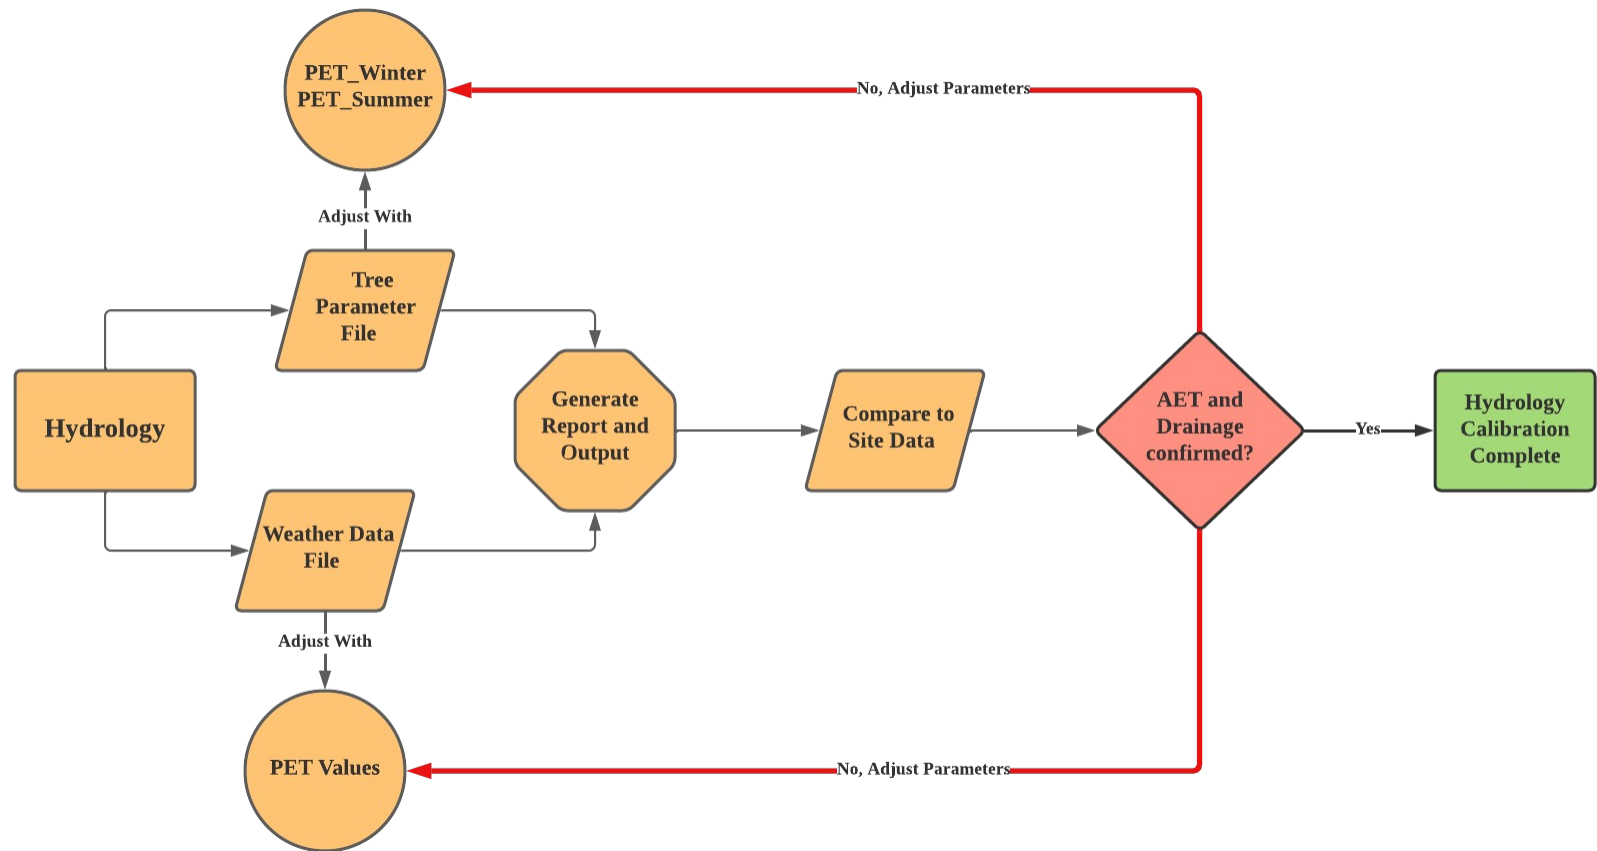 PET_Winter
PET_Summer
No, Adjust Parameters
Adjust With
Tree
Parameter
File
Hydrology
Generate
Report and
Output
Compare to
Site Data
AET and
Drainage
confirmed?
Yes
Hydrology
Calibration
Complete
Weather Data
File
Adjust With
PET Values
No, Adjust Parameters